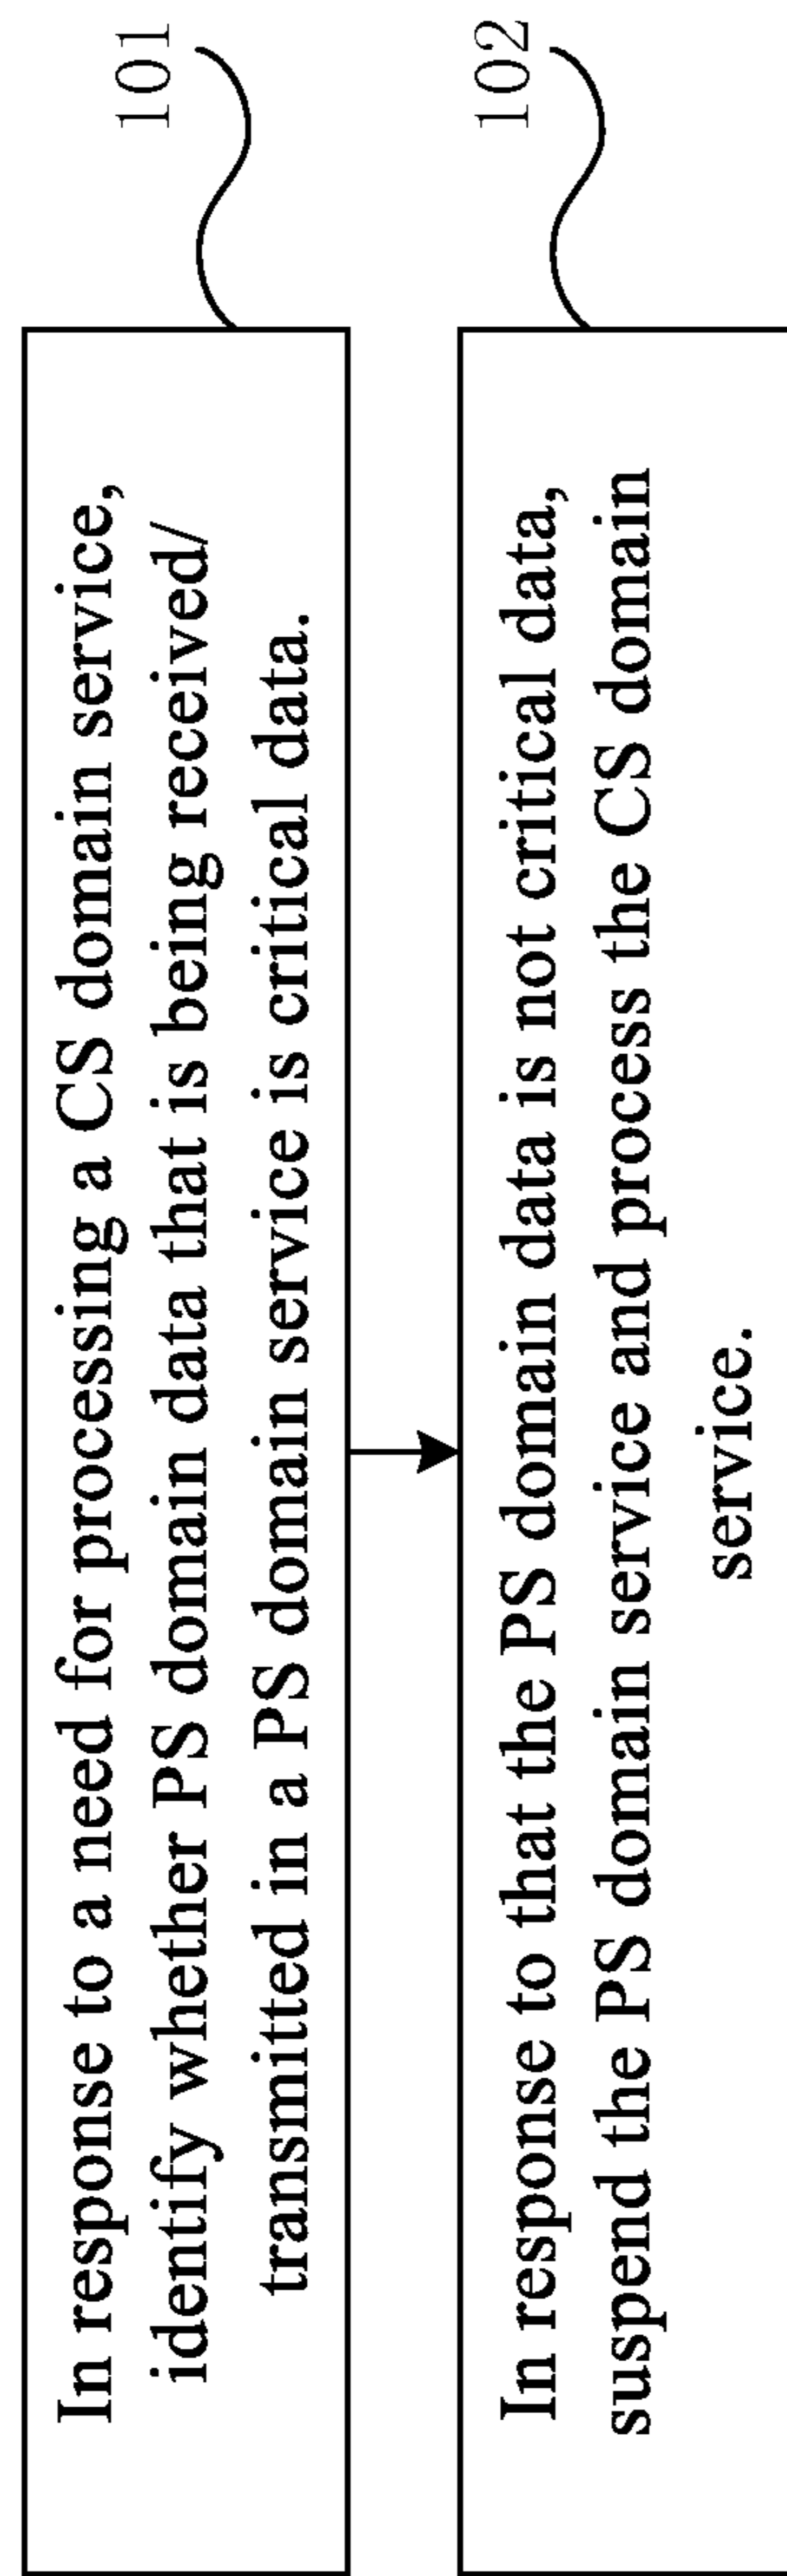 In response to a need for processing a CS domain service,
identify whether PS domain data that is being received/
transmitted in a PS domain service is critical data.
101
In response to that the PS domain data is not critical data,
suspend the PS domain service and process the CS domain
service.
102